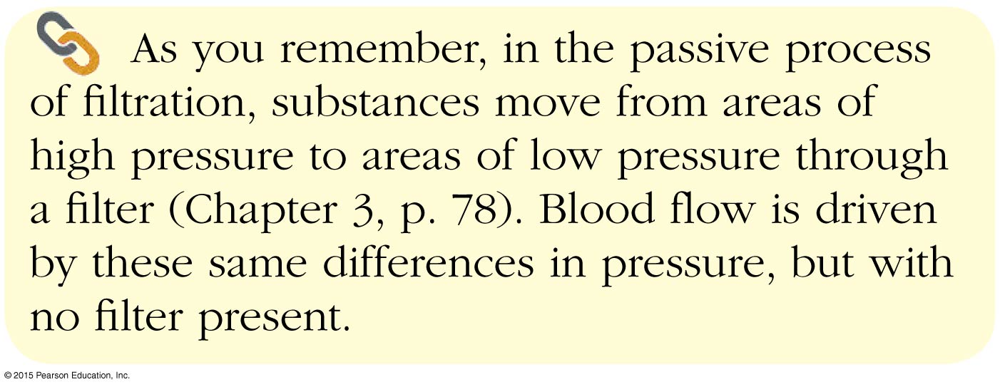 As you remember, in the passive process
of filtration, substances move from areas of
high pressure to areas of low pressure through
a filter (Chapter 3, p. 78). Blood flow is driven
by these same differences in pressure, but with
no filter present.
© 2015 Pearson Education, Inc.